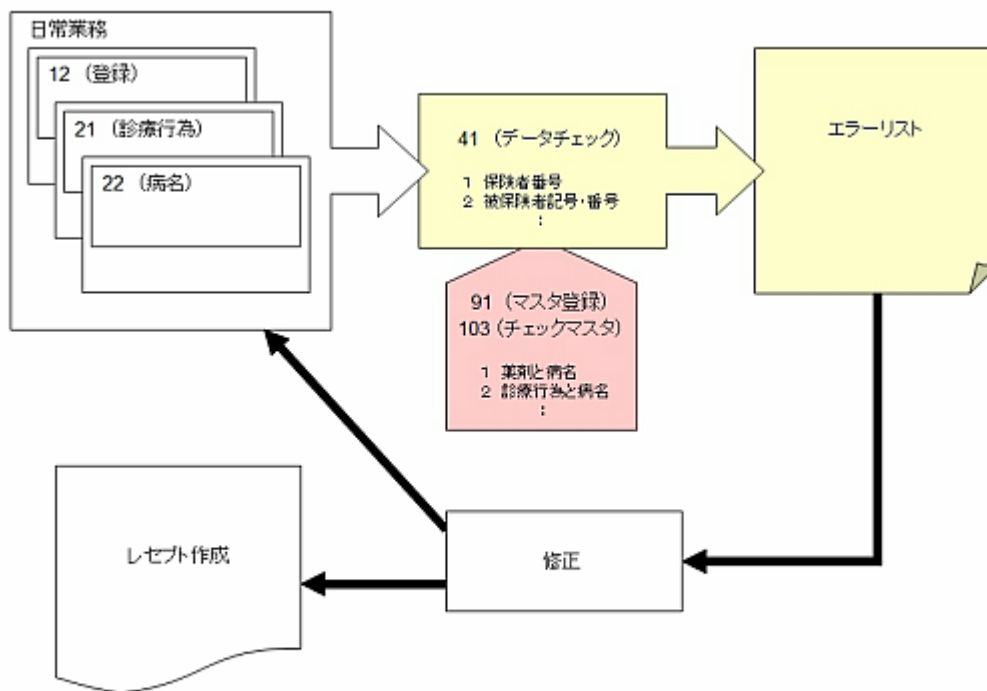 日常業務
12 （登録）
21 （診療行為）
22 （病名）
41 （データチェック）
1 保険者番号
2 被保険者記号・番号
：
エラーリスト
91 （マスタ登録）
103 （チェックマスタ）
1 薬剤と病名
2 診療行為と病名
：
レセプト作成
修正